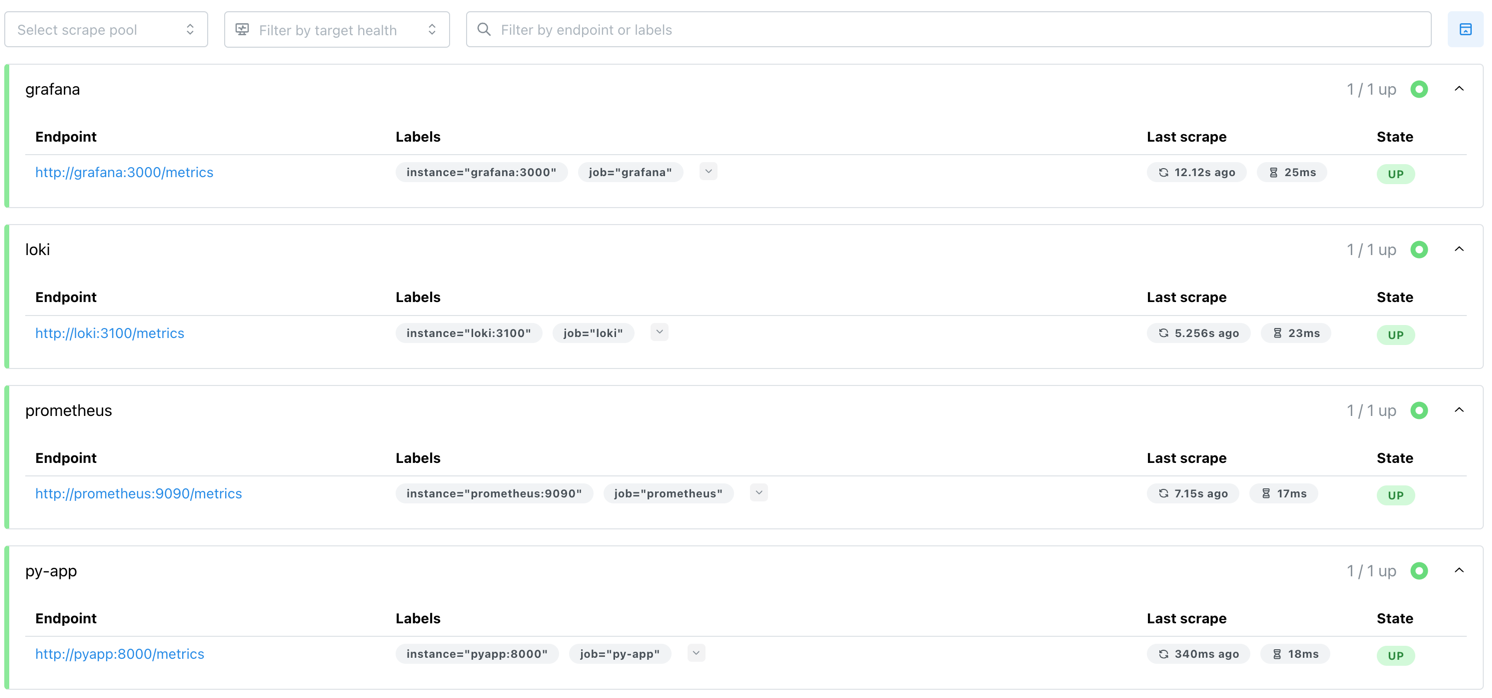 Select scrape pool Filter by target health Filter by endpoint or labels
grafana 1 / 1 up
Endpoint Labels Last scrape State
http://grafana:3000/metrics instance="grafana:3000" job="grafana" 12.12s ago 25ms UP
loki 1 / 1 up
Endpoint Labels Last scrape State
http://loki:3100/metrics instance="loki:3100" job="loki" 5.256s ago 23ms UP
prometheus 1 / 1 up
Endpoint Labels Last scrape State
http://prometheus:9090/metrics instance="prometheus:9090" job="prometheus" 7.15s ago 17ms UP
py-app 1 / 1 up
Endpoint Labels Last scrape State
http://pyapp:8000/metrics instance="pyapp:8000" job="py-app" 340ms ago 18ms UP